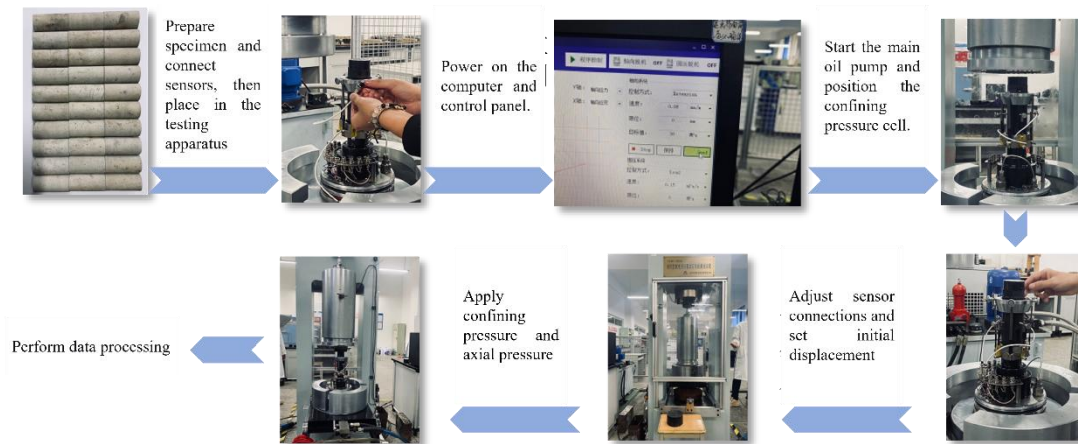 Prepare
specimen and
connect
sensors, then
place in the
testing
apparatus
Power on the
computer and
control panel.
OFF
OFF
Start the main
oil pump and
position the
confining
pressure cell.
Adjust sensor
connections and
set initial
displacement
Apply
confining
pressure and
axial pressure
Perform data processing